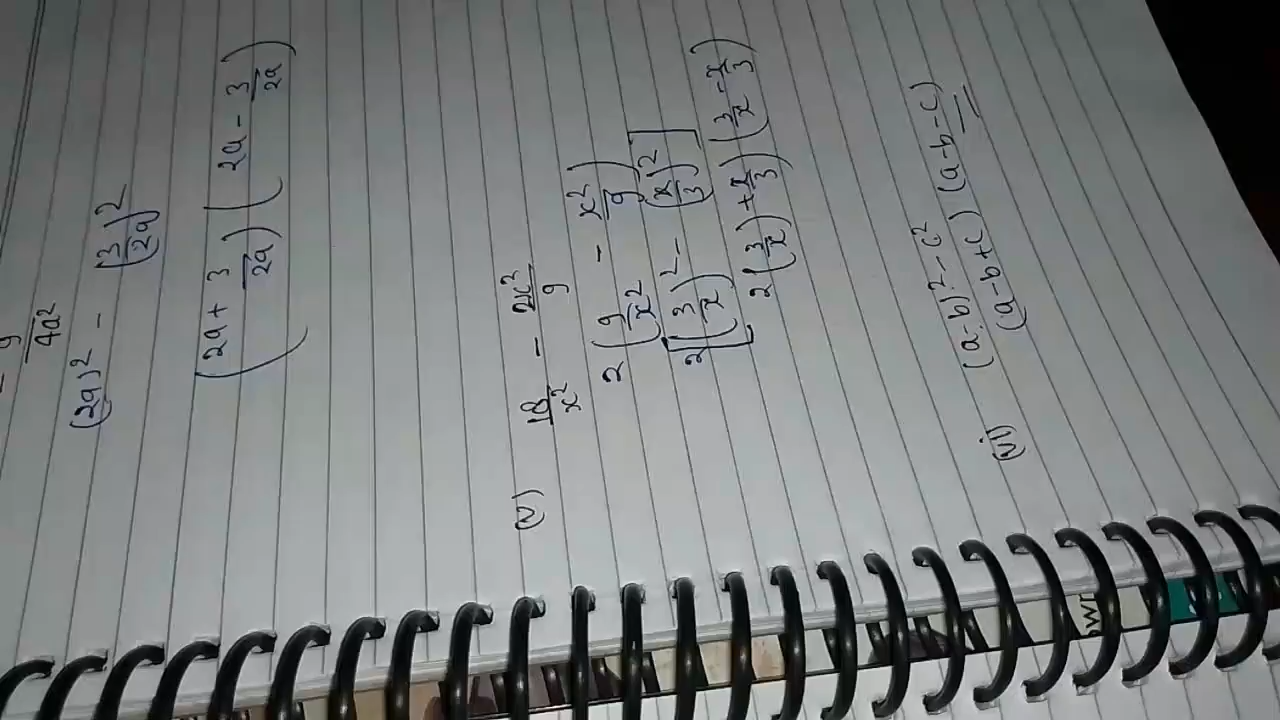 - 9/4a²
(2a)² - (3/2a)²
(2a + 3/2a) (2a - 3/2a)
(v) 18/x² - 2x²/9
2 (9/x² - x²/9)
2 [(3/x)² - (x/3)²]
2 (3/x) + x/3) (3/x - x/3)
(vi) (a-b)² - c²
(a-b+c) (a-b-c)